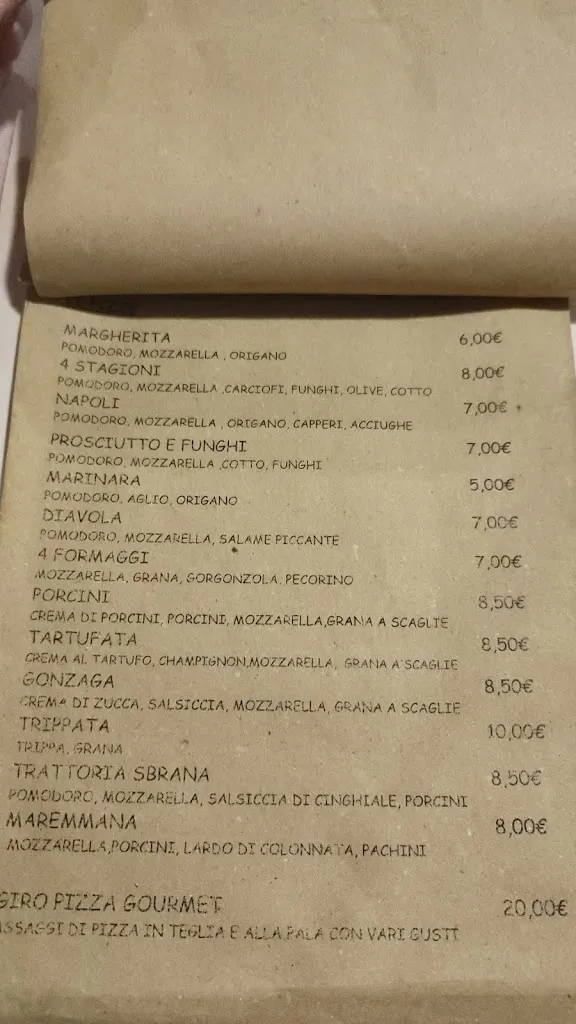 MARGHERITA 6,00€
POMODORO, MOZZARELLA , ORIGANO
4 STAGIONI 8,00€
POMODORO, MOZZARELLA ,CARCIOFI, FUNGHI, OLIVE, COTTO
NAPOLI 7,00€
POMODORO, MOZZARELLA , ORIGANO, CAPPERI, ACCIUGHE
PROSCIUTTO E FUNGHI 7,00€
POMODORO, MOZZARELLA ,COTTO, FUNGHI
MARINARA 5,00€
POMODORO, AGLIO, ORIGANO
DIAVOLA 7,00€
POMODORO, MOZZARELLA, SALAME PICCANTE
4 FORMAGGI 7,00€
MOZZARELLA, GRANA, GORGONZOLA, PECORINO
PORCINI 8,50€
CREMA DI PORCINI, PORCINI, MOZZARELLA,GRANA A SCAGLIE
TARTUFATA 8,50€
CREMA AL TARTUFO, CHAMPIGNON,MOZZARELLA, GRANA A SCAGLIE
GONZAGA 8,50€
CREMA DI ZUCCA, SALSICCIA, MOZZARELLA, GRANA A SCAGLIE
TRIPPATA 10,00€
TRIPPA, GRANA
TRATTORIA SBRANA 8,50€
POMODORO, MOZZARELLA, SALSICCIA DI CINGHIALE, PORCINI
MAREMMANA 8,00€
MOZZARELLA,PORCINI, LARDO DI COLONNATA, PACHINI
GIRO PIZZA GOURMET 20,00€
ASSAGGI DI PIZZA IN TEGLIA E ALLA PALA CON VARI GUSTI